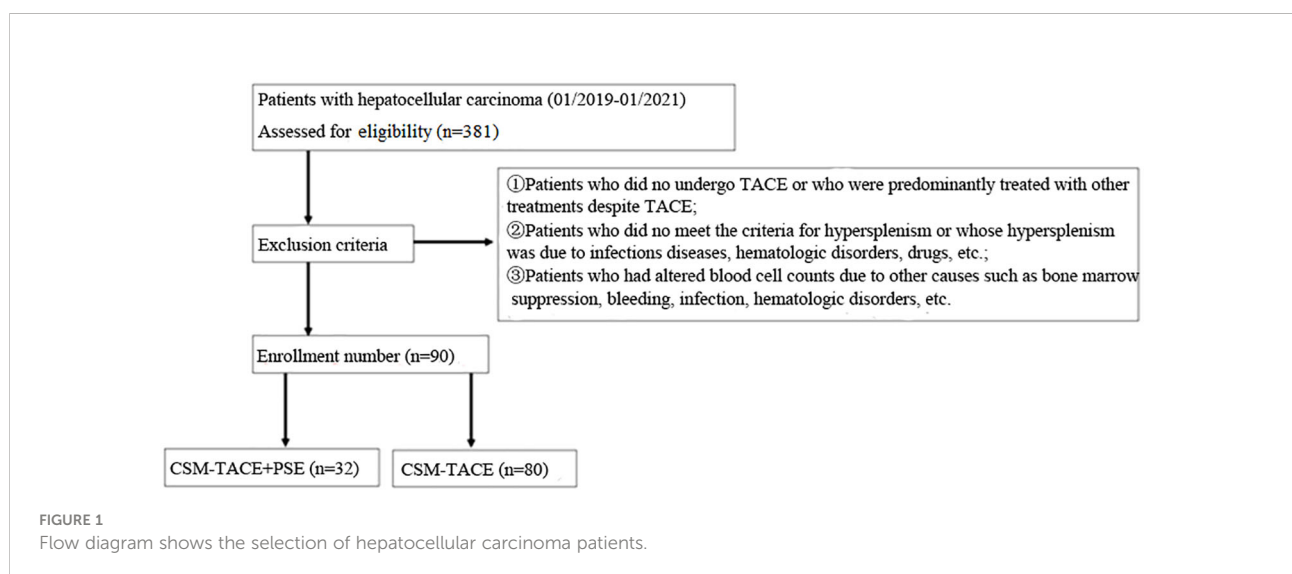 Patients with hepatocellular carcinoma (01/2019-01/2021)
Assessed for eligibility (n=381)
①Patients who did no undergo TACE or who were predominantly treated with other
treatments despite TACE;
②Patients who did no meet the criteria for hypersplenism or whose hypersplenism
was due to infections diseases, hematologic disorders, drugs, etc.;
③Patients who had altered blood cell counts due to other causes such as bone marrow
suppression, bleeding, infection, hematologic disorders, etc.
Exclusion criteria
Enrollment number (n=90)
CSM-TACE+PSE (n=32)
CSM-TACE (n=80)
FIGURE 1
Flow diagram shows the selection of hepatocellular carcinoma patients.